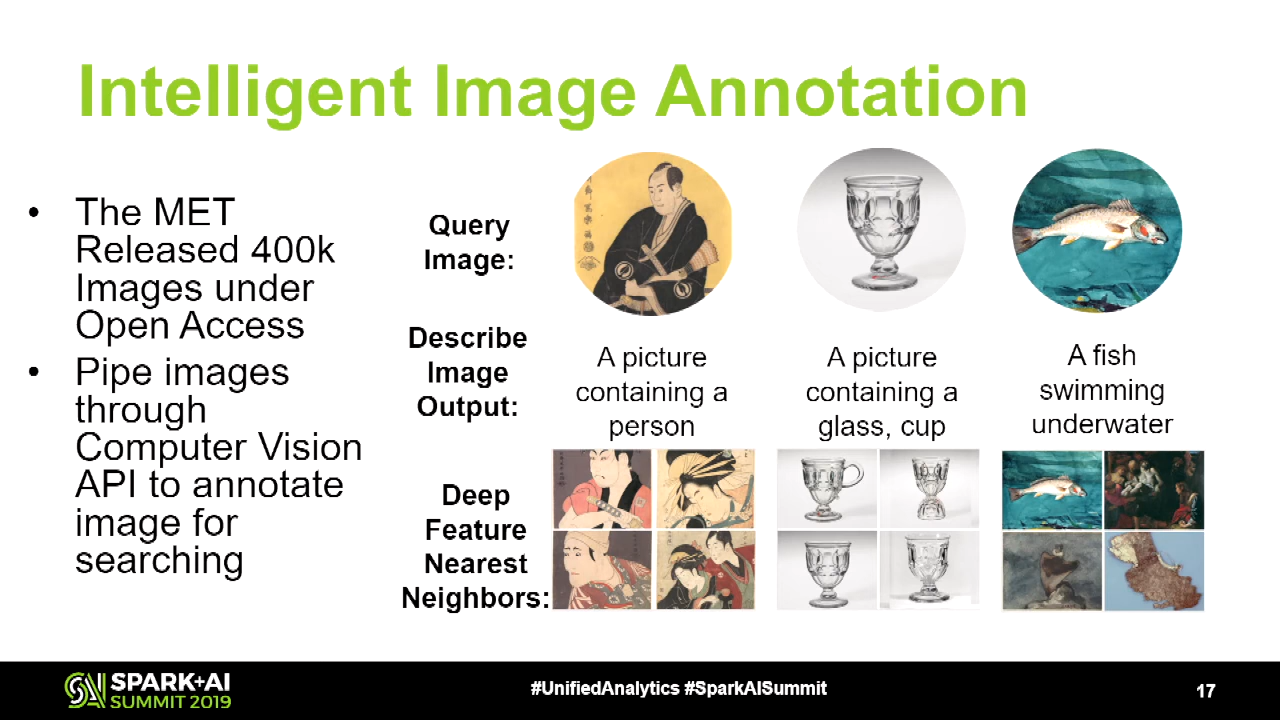 Intelligent Image Annotation
• The MET
Released 400k
Images under
Open Access
• Pipe images
through
Computer Vision
API to annotate
image for
searching
Query
Image:
Describe
Image
Output:
A picture
containing a
person
A picture
containing a
glass, cup
A fish
swimming
underwater
Deep
Feature
Nearest
Neighbors:
SPARK+AI
SUMMIT 2019
#UnifiedAnalytics #SparkAISummit
17